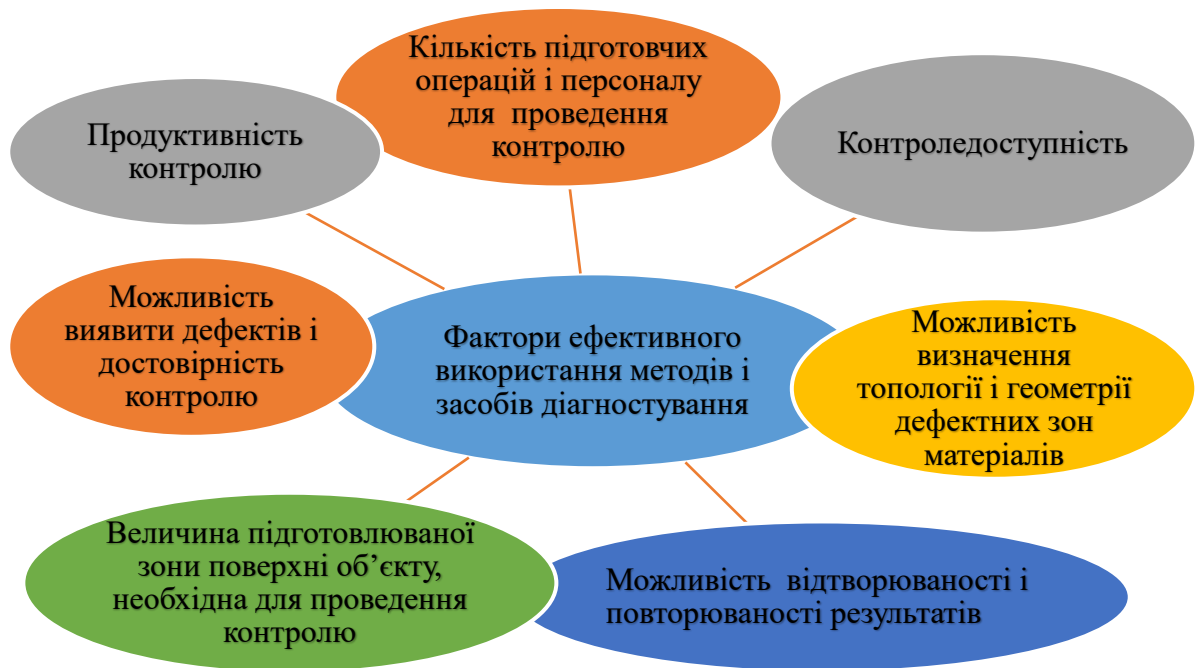 Кількість підготовчих
операцій і персоналу
для проведення
контролю
Продуктивність
контролю
Контроледоступність
Можливість
виявити дефектів і
достовірність
контролю
Фактори ефективного
використання методів і
засобів діагностування
Можливість
визначення
топології і геометрії
дефектних зон
матеріалів
Величина підготовлюваної
зони поверхні об’єкту,
необхідна для проведення
контролю
Можливість відтворюваності і
повторюваності результатів